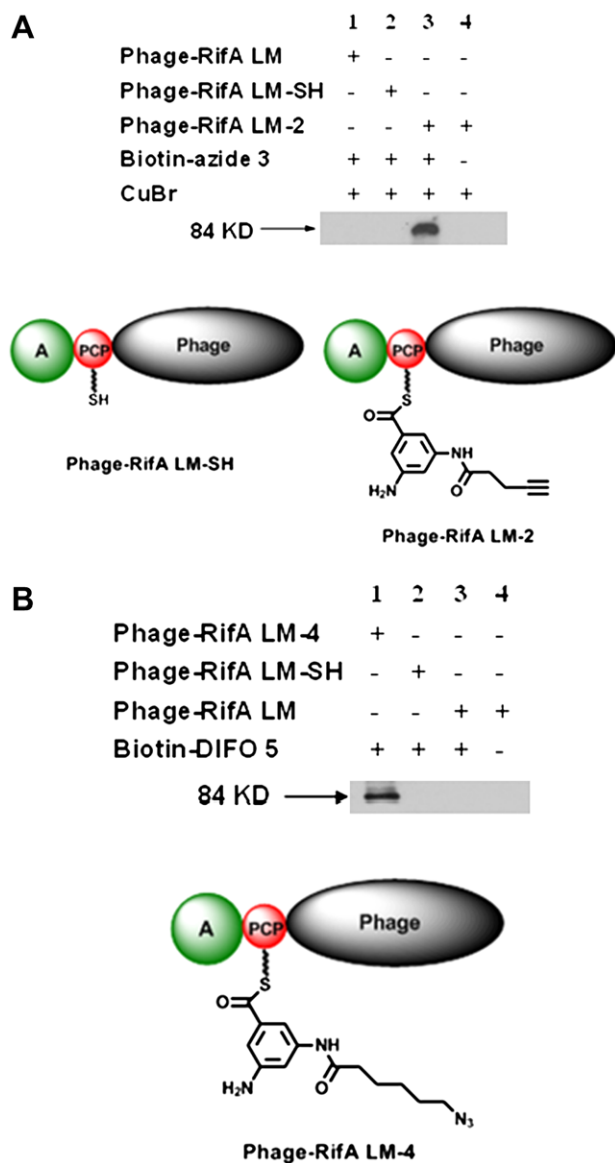 A
1 2 3 4
Phage-RifA LM + - - -
Phage-RifA LM-SH - + - -
Phage-RifA LM-2 - - + +
Biotin-azide 3 + + + -
CuBr + + + +
84 KD
A PCP Phage
SH
Phage-RifA LM-SH
A PCP Phage
S
O
NH
H₂N
O
Phage-RifA LM-2
B
1 2 3 4
Phage-RifA LM-4 + - - -
Phage-RifA LM-SH - + - -
Phage-RifA LM - - + +
Biotin-DIFO 5 + + + -
84 KD
A PCP Phage
S
O
NH
H₂N
O
N₃
Phage-RifA LM-4